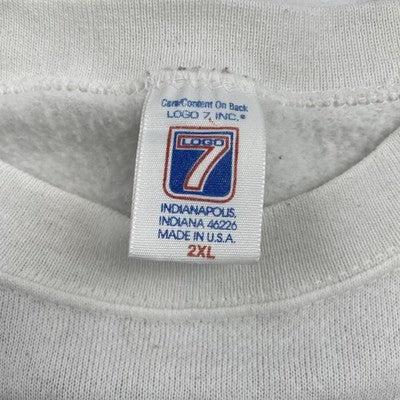 Care/Content On Back
LOGO 7, INC.®
LOGO
7
INDIANAPOLIS,
INDIANA 46226
MADE IN U.S.A.
2XL